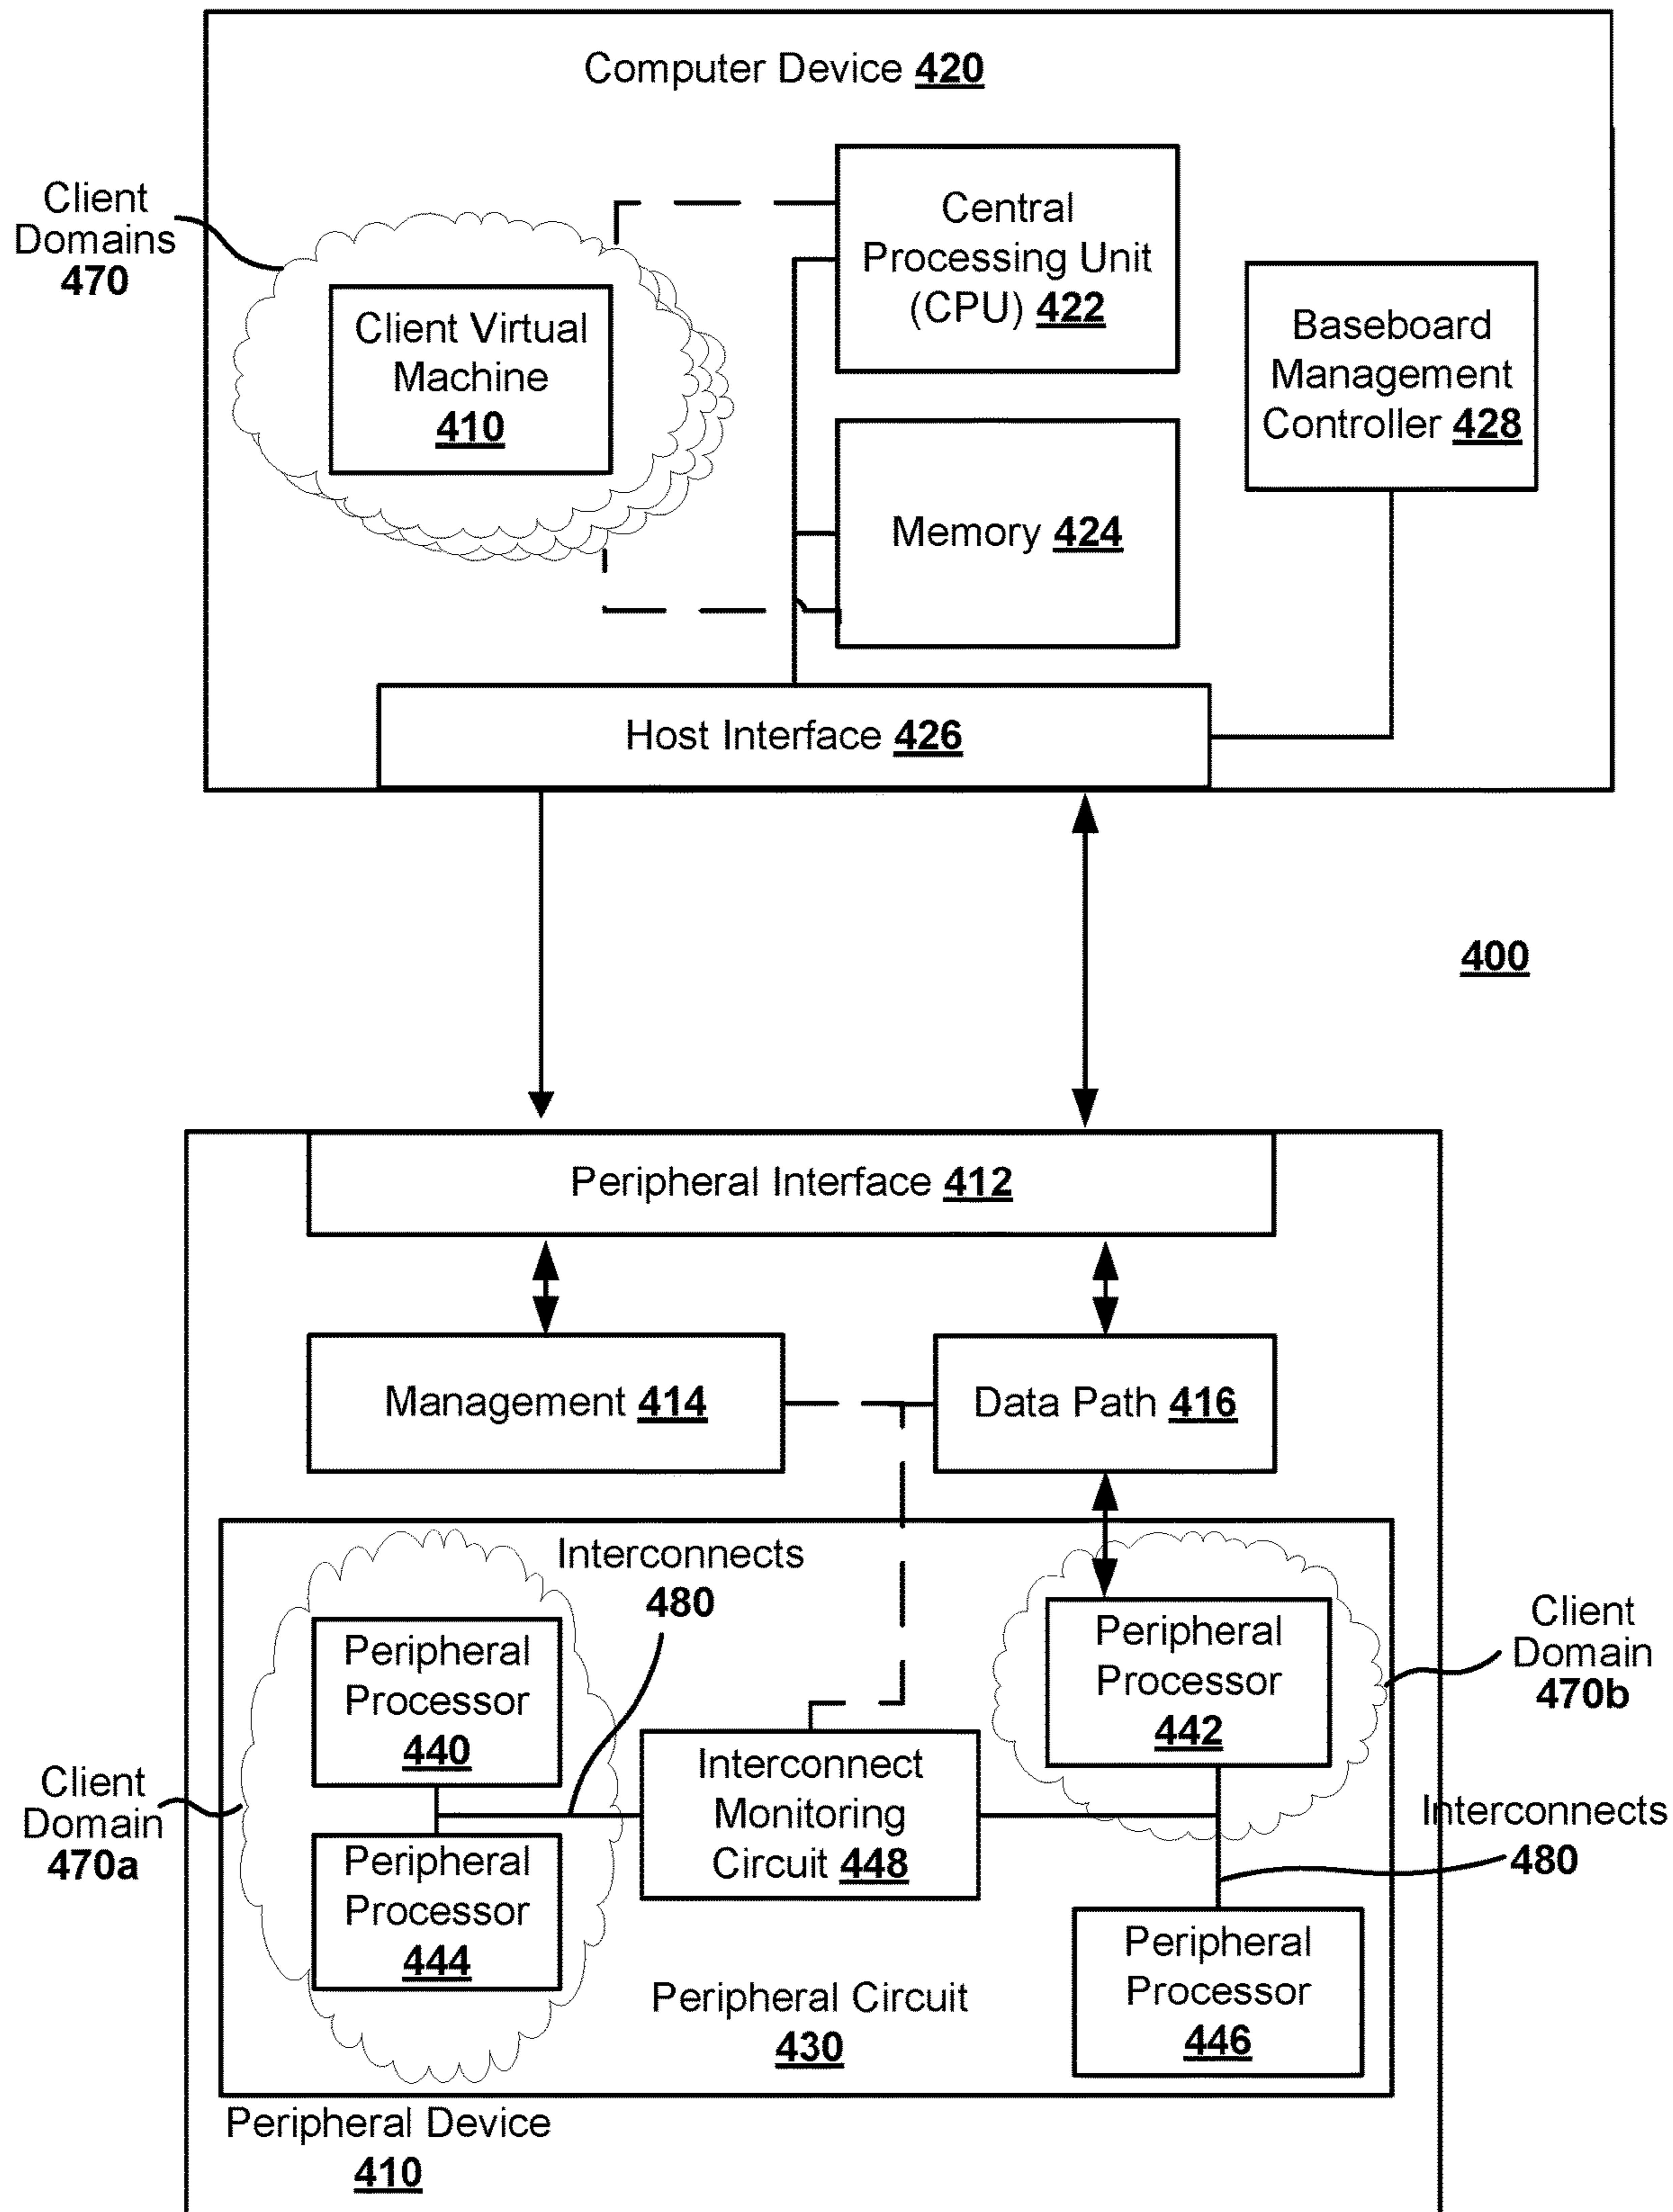 Computer Device 420
Client
Domains
470
Central
Processing Unit
(CPU) 422
Client Virtual
Machine
410
Baseboard
Management
Controller 428
Memory 424
Host Interface 426
400
Peripheral Interface 412
Management 414
Data Path 416
Interconnects
480
Peripheral
Processor
440
Peripheral
Processor
442
Client
Domain
470b
Client
Domain
470a
Interconnect
Monitoring
Circuit 448
Interconnects
480
Peripheral
Processor
444
Peripheral
Processor
446
Peripheral Circuit
430
Peripheral Device
410